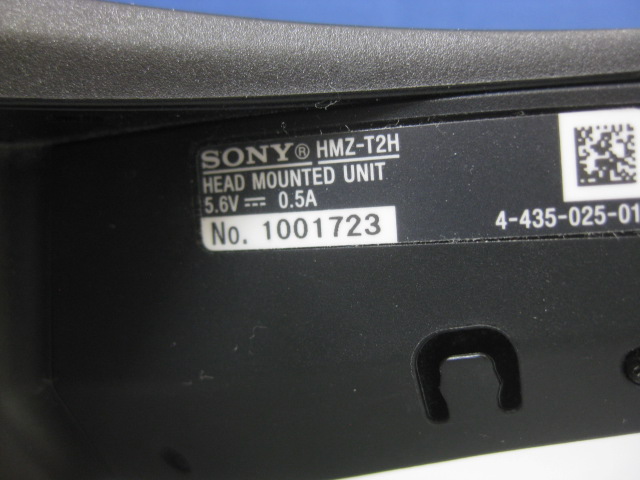 SONY® HMZ-T2H
HEAD MOUNTED UNIT
5.6V ⎓ 0.5A
No. 1001723
4-435-025-01